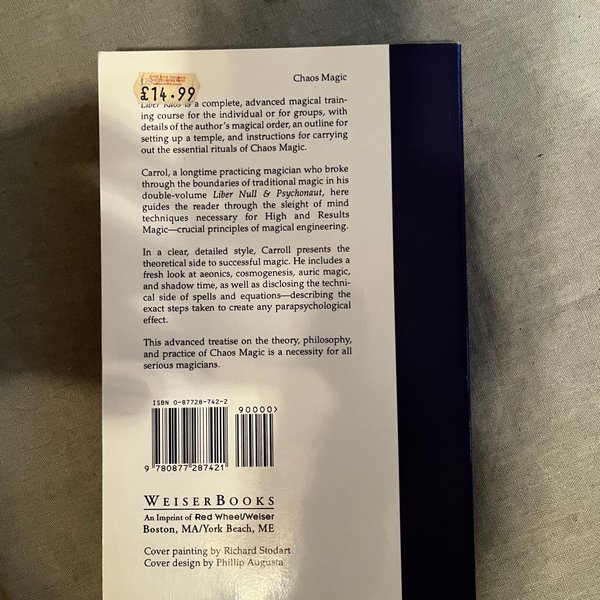 Chaos Magic
£14.99
Liber Kaos is a complete, advanced magical train-
ing course for the individual or for groups, with
details of the author's magical order, an outline for
setting up a temple, and instructions for carrying
out the essential rituals of Chaos Magic.
Carrol, a longtime practicing magician who broke
through the boundaries of traditional magic in his
double-volume Liber Null & Psychonaut, here
guides the reader through the sleight of mind
techniques necessary for High and Results
Magic—crucial principles of magical engineering.
In a clear, detailed style, Carroll presents the
theoretical side to successful magic. He includes a
fresh look at aeonics, cosmogenesis, auric magic,
and shadow time, as well as disclosing the techni-
cal side of spells and equations—describing the
exact steps taken to create any parapsychological
effect.
This advanced treatise on the theory, philosophy,
and practice of Chaos Magic is a necessity for all
serious magicians.
ISBN 0-87728-742-2
90000>
9 780877 287421
WEISERBOOKS
An Imprint of Red Wheel/Weiser
Boston, MA/York Beach, ME
Cover painting by Richard Stodart
Cover design by Phillip Augusta